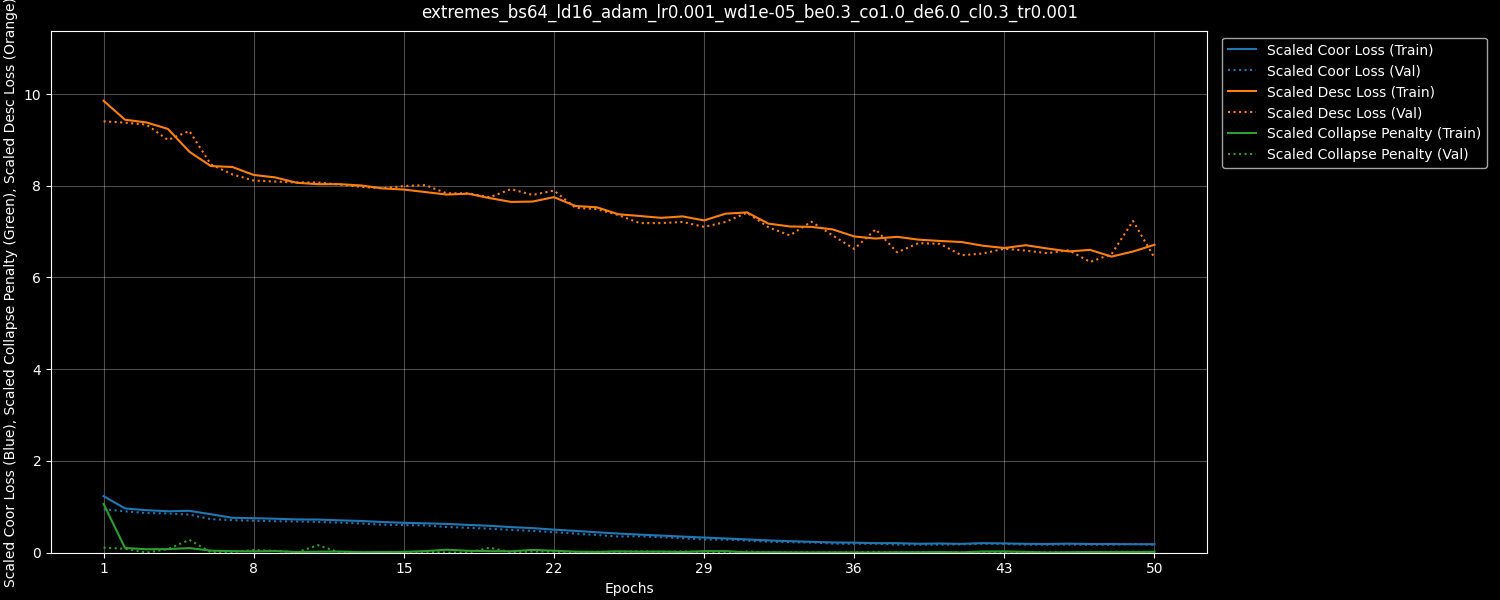 extremes_bs64_ld16_adam_lr0.001_wd1e-05_be0.3_co1.0_de6.0_cl0.3_tr0.001
Scaled Coor Loss (Blue), Scaled Collapse Penalty (Green), Scaled Desc Loss (Orange)
10
8
6
4
2
0
1
8
15
22
29
36
43
50
Epochs
Scaled Coor Loss (Train)
Scaled Coor Loss (Val)
Scaled Desc Loss (Train)
Scaled Desc Loss (Val)
Scaled Collapse Penalty (Train)
Scaled Collapse Penalty (Val)